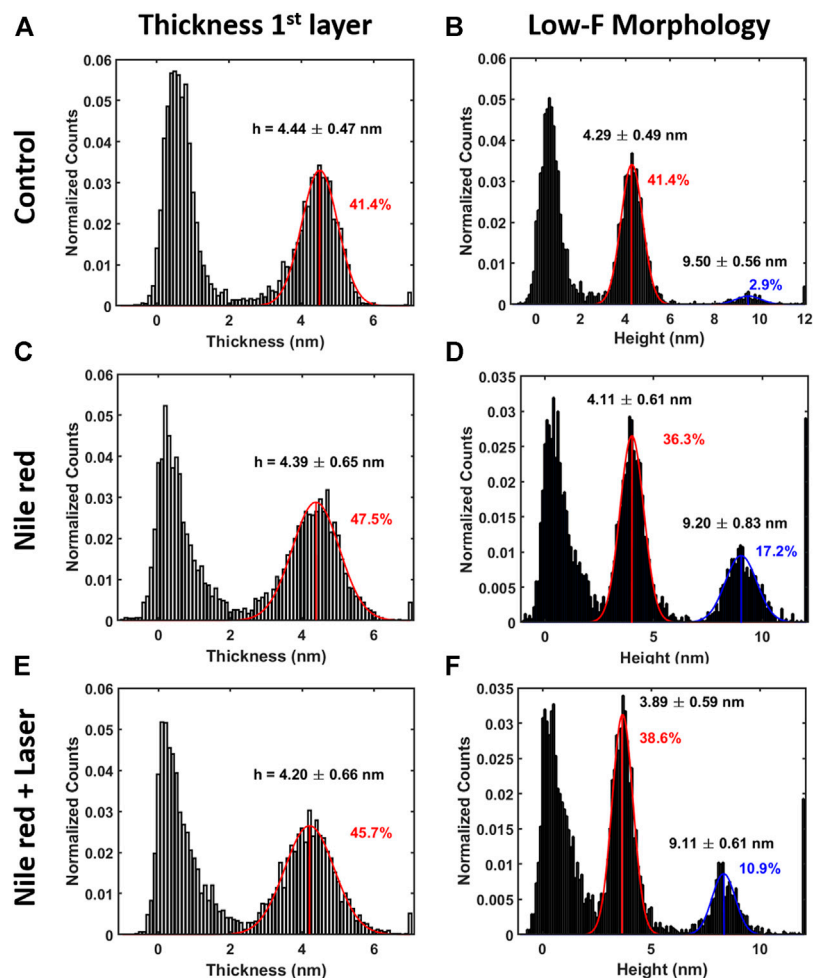 A
Thickness 1st layer
B
Low-F Morphology
Control
Normalized Counts
0.06
0.05
0.04
0.03
0.02
0.01
0
h = 4.44 ± 0.47 nm
41.4%
0 2 4 6
Thickness (nm)
Normalized Counts
0.06
0.05
0.04
0.03
0.02
0.01
0
4.29 ± 0.49 nm
41.4%
9.50 ± 0.56 nm
2.9%
0 2 4 6 8 10 12
Height (nm)
C
D
Nile red
Normalized Counts
0.06
0.05
0.04
0.03
0.02
0.01
0
h = 4.39 ± 0.65 nm
47.5%
0 2 4 6
Thickness (nm)
Normalized Counts
0.035
0.03
0.025
0.02
0.015
0.01
0.005
0
4.11 ± 0.61 nm
36.3%
9.20 ± 0.83 nm
17.2%
0 5 10
Height (nm)
E
F
Nile red + Laser
Normalized Counts
0.06
0.05
0.04
0.03
0.02
0.01
0
h = 4.20 ± 0.66 nm
45.7%
0 2 4 6
Thickness (nm)
Normalized Counts
0.035
0.03
0.025
0.02
0.015
0.01
0.005
0
3.89 ± 0.59 nm
38.6%
9.11 ± 0.61 nm
10.9%
0 5 10
Height (nm)